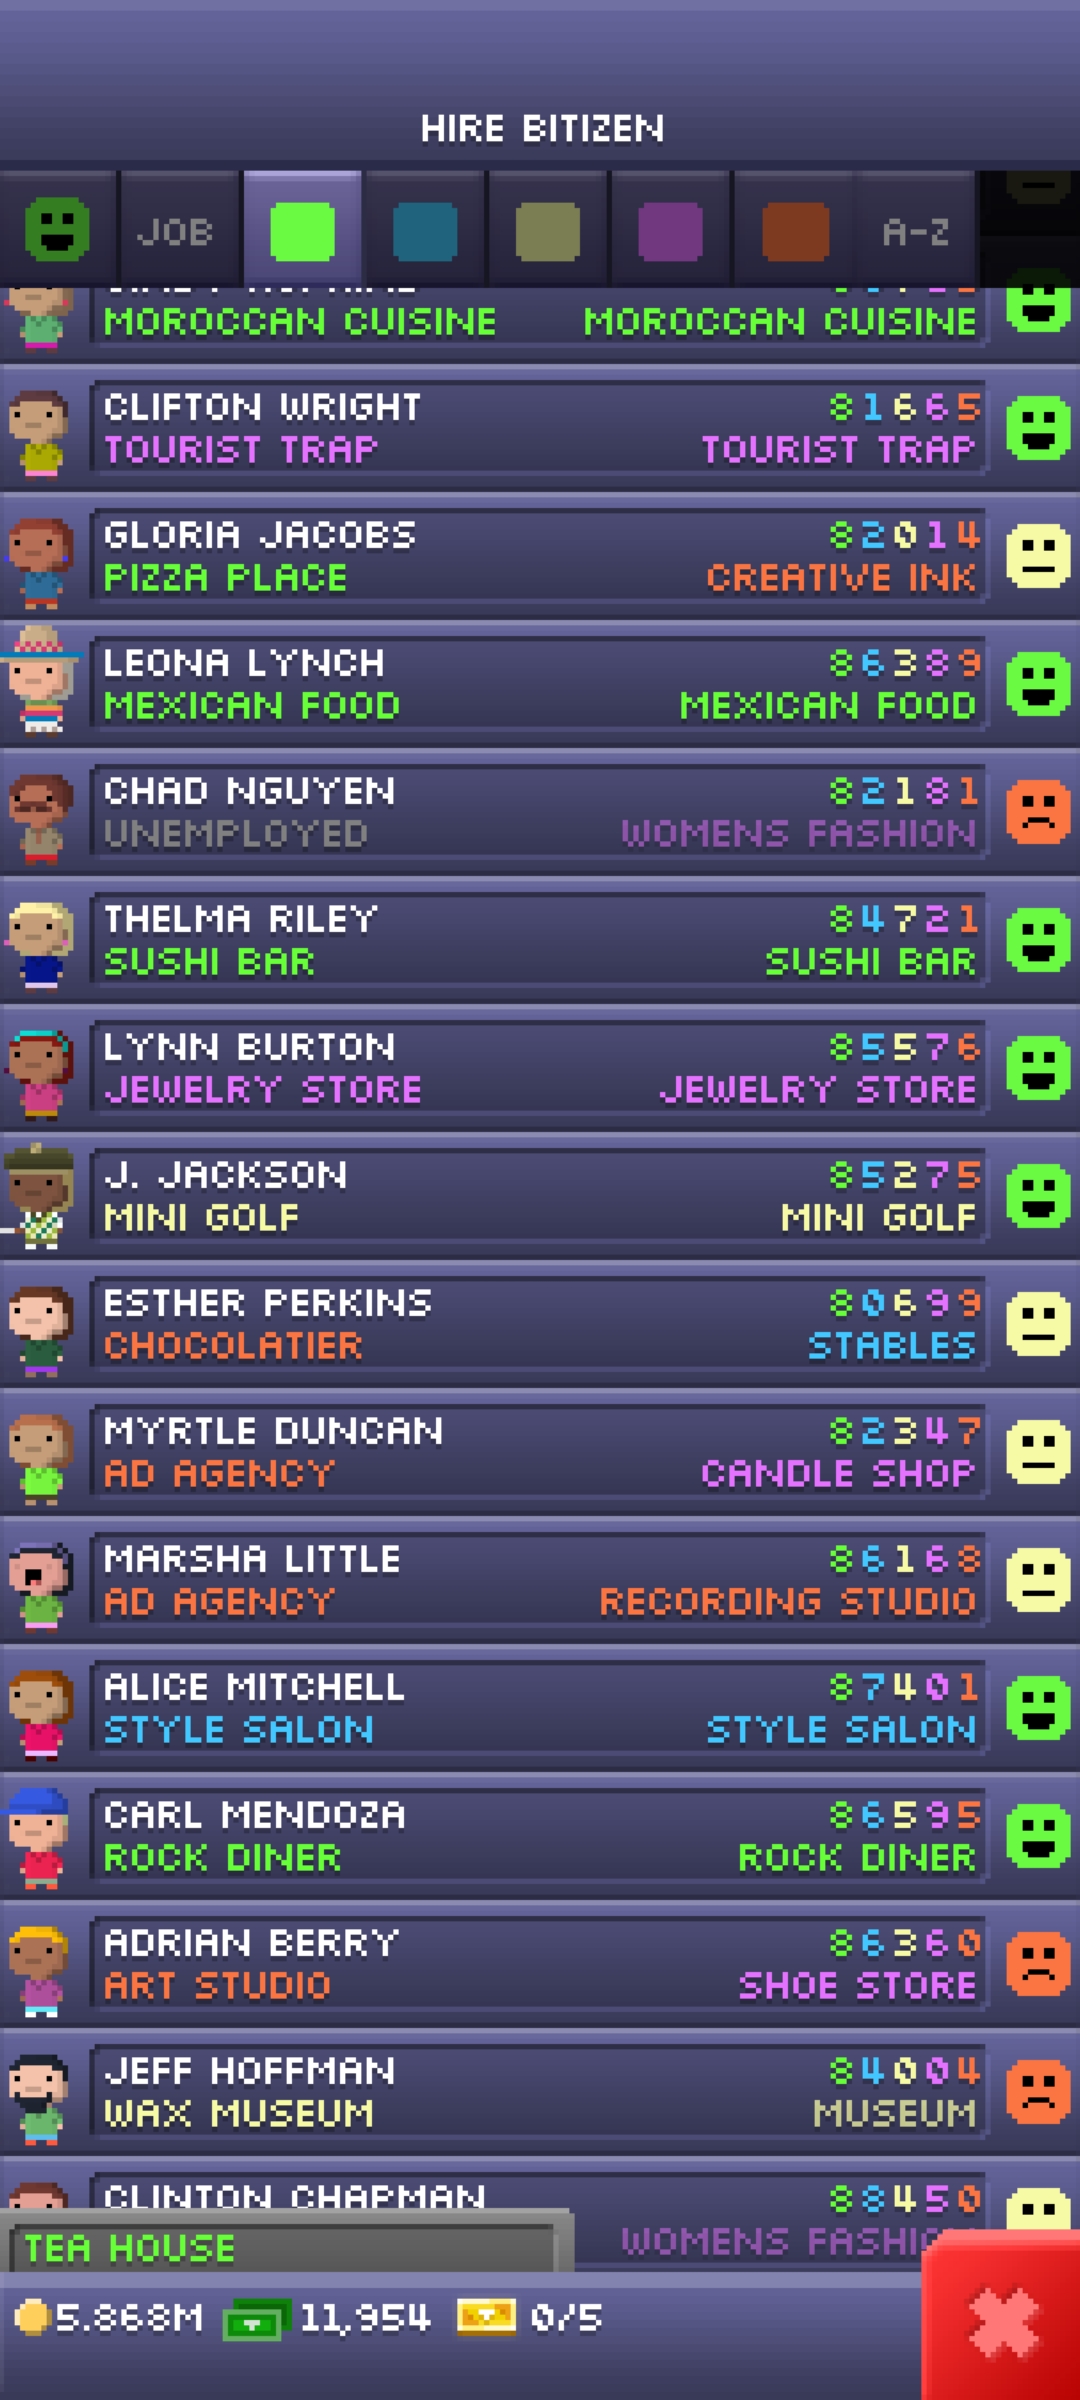 HIRE BITIZEN
JOB A-Z
MOROCCAN CUISINE MOROCCAN CUISINE
CLIFTON WRIGHT 81665
TOURIST TRAP TOURIST TRAP
GLORIA JACOBS 82014
PIZZA PLACE CREATIVE INK
LEONA LYNCH 86389
MEXICAN FOOD MEXICAN FOOD
CHAD NGUYEN 82181
UNEMPLOYED WOMENS FASHION
THELMA RILEY 84721
SUSHI BAR SUSHI BAR
LYNN BURTON 85576
JEWELRY STORE JEWELRY STORE
J. JACKSON 85275
MINI GOLF MINI GOLF
ESTHER PERKINS 80699
CHOCOLATIER STABLES
MYRTLE DUNCAN 82347
AD AGENCY CANDLE SHOP
MARSHA LITTLE 86168
AD AGENCY RECORDING STUDIO
ALICE MITCHELL 87401
STYLE SALON STYLE SALON
CARL MENDOZA 86595
ROCK DINER ROCK DINER
ADRIAN BERRY 86360
ART STUDIO SHOE STORE
JEFF HOFFMAN 84004
WAX MUSEUM MUSEUM
CLINTON CHAPMAN 88450
WOMENS
TEA HOUSE
5.868M 11,954 0/5